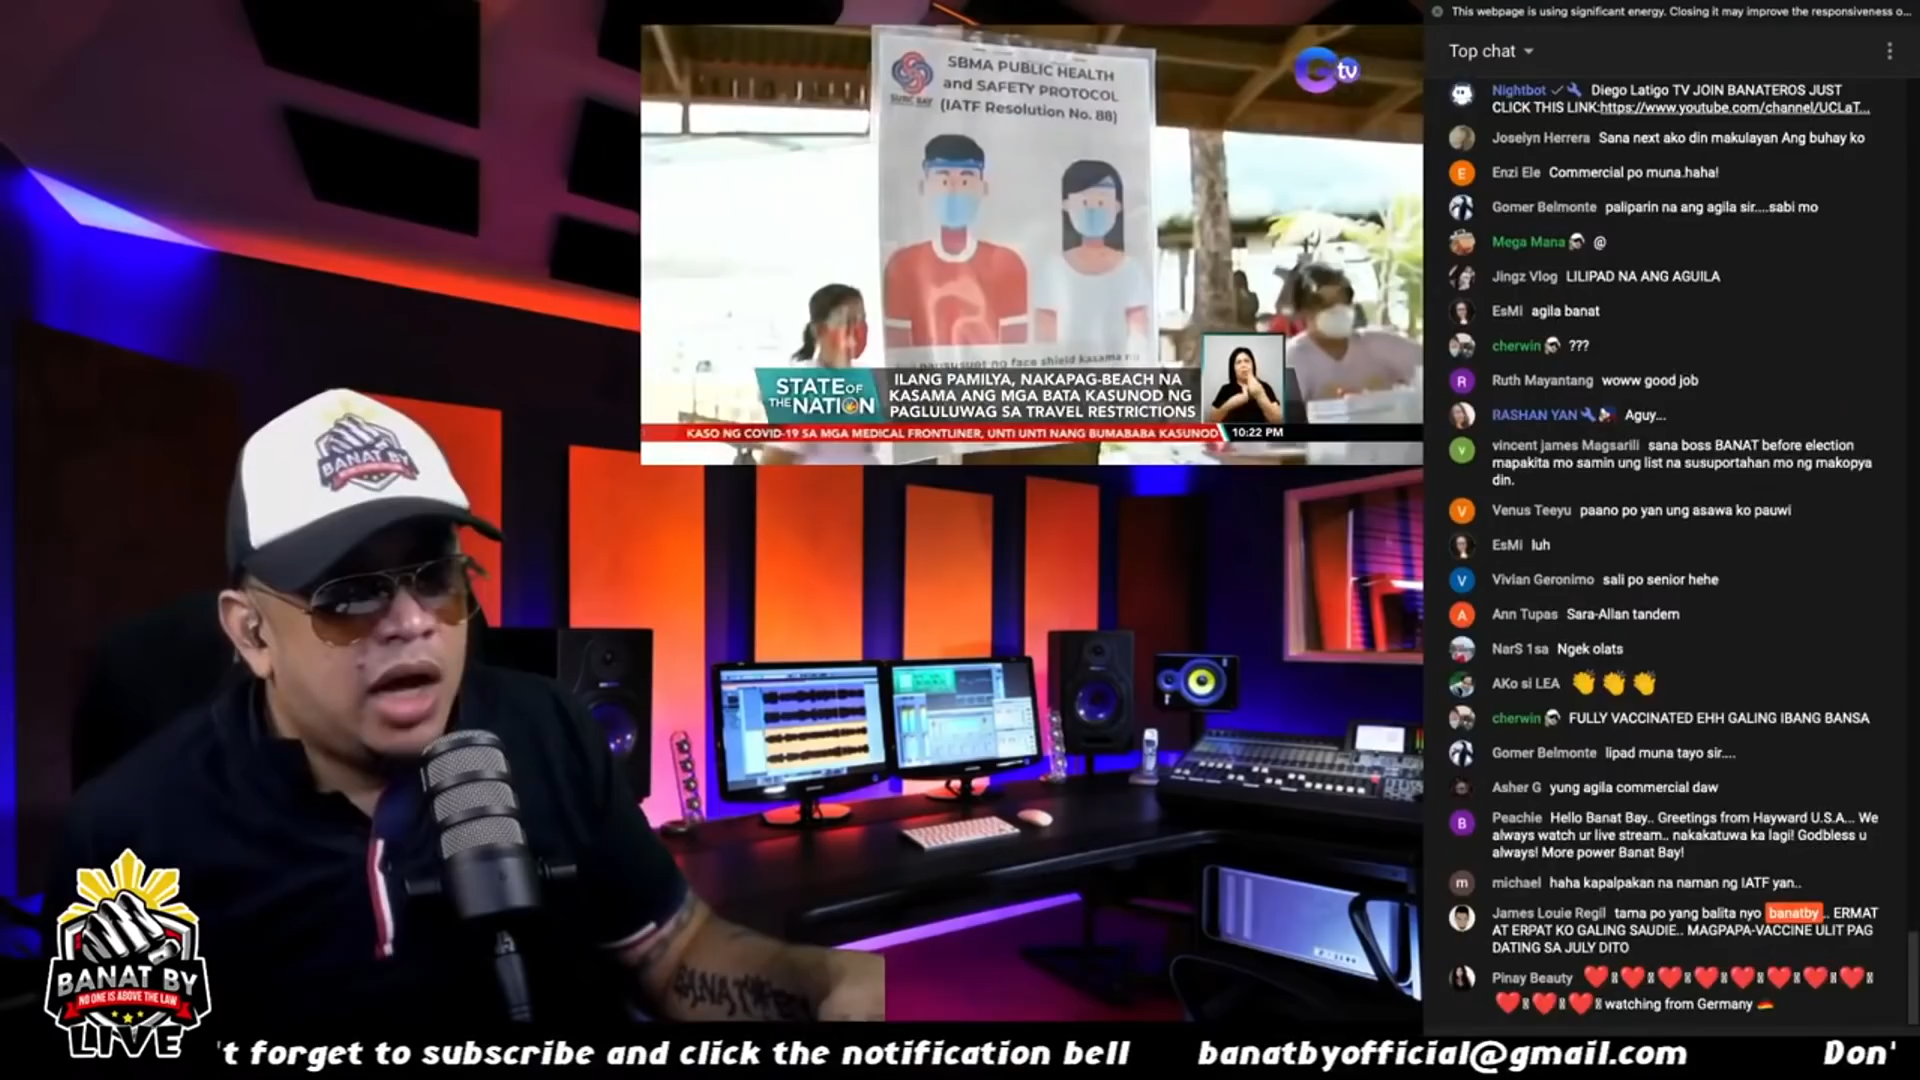 This webpage is using significant energy. Closing it may improve the responsiveness o...
Top chat
Nightbot Diego Latigo TV JOIN BANATEROS JUST
CLICK THIS LINK:https://www.youtube.com/channel/UCLaT...
Joselyn Herrera Sana next ako din makulayan Ang buhay ko
E
Enzi Ele Commercial po muna.haha!
Gomer Belmonte paliparin na ang agila sir....sabi mo
Mega Mana @
Jingz Vlog LILIPAD NA ANG AGUILA
EsMi agila banat
cherwin ???
R
Ruth Mayantang woww good job
RASHAN YAN Aguy...
v
vincent james Magsarili sana boss BANAT before election
mapakita mo samin ung list na susuportahan mo ng makopya
din.
V
Venus Teeyu paano po yan ung asawa ko pauwi
EsMi luh
V
Vivian Geronimo sali po senior hehe
A
Ann Tupas Sara-Allan tandem
NarS 1sa Ngek olats
AKo si LEA 👏👏👏
cherwin FULLY VACCINATED EHH GALING IBANG BANSA
Gomer Belmonte lipad muna tayo sir....
Asher G yung agila commercial daw
B
Peachie Hello Banat Bay.. Greetings from Hayward U.S.A... We
always watch ur live stream.. nakakatuwa ka lagi! Godbless u
always! More power Banat Bay!
m
michael haha kapalpakan na naman ng IATF yan..
James Louie Regil tama po yang balita nyo banatby.. ERMAT
AT ERPAT KO GALING SAUDIE.. MAGPAPA-VACCINE ULIT PAG
DATING SA JULY DITO
Pinay Beauty
watching from Germany
SUBIC BAY
SBMA PUBLIC HEALTH
and SAFETY PROTOCOL
(IATF Resolution No. 88)
Gtv
face shield kasama ng
STATE OF
THE NATION
ILANG PAMILYA, NAKAPAG-BEACH NA
KASAMA ANG MGA BATA KASUNOD NG
PAGLULUWAG SA TRAVEL RESTRICTIONS
KASO NG COVID-19 SA MGA MEDICAL FRONTLINER, UNTI UNTI NANG BUMABABA KASUNOD
10:22 PM
BANAT BY
BANATBY
BANAT BY
NO ONE IS ABOVE THE LAW
LIVE
't forget to subscribe and click the notification bell
banatbyofficial@gmail.com
Don'